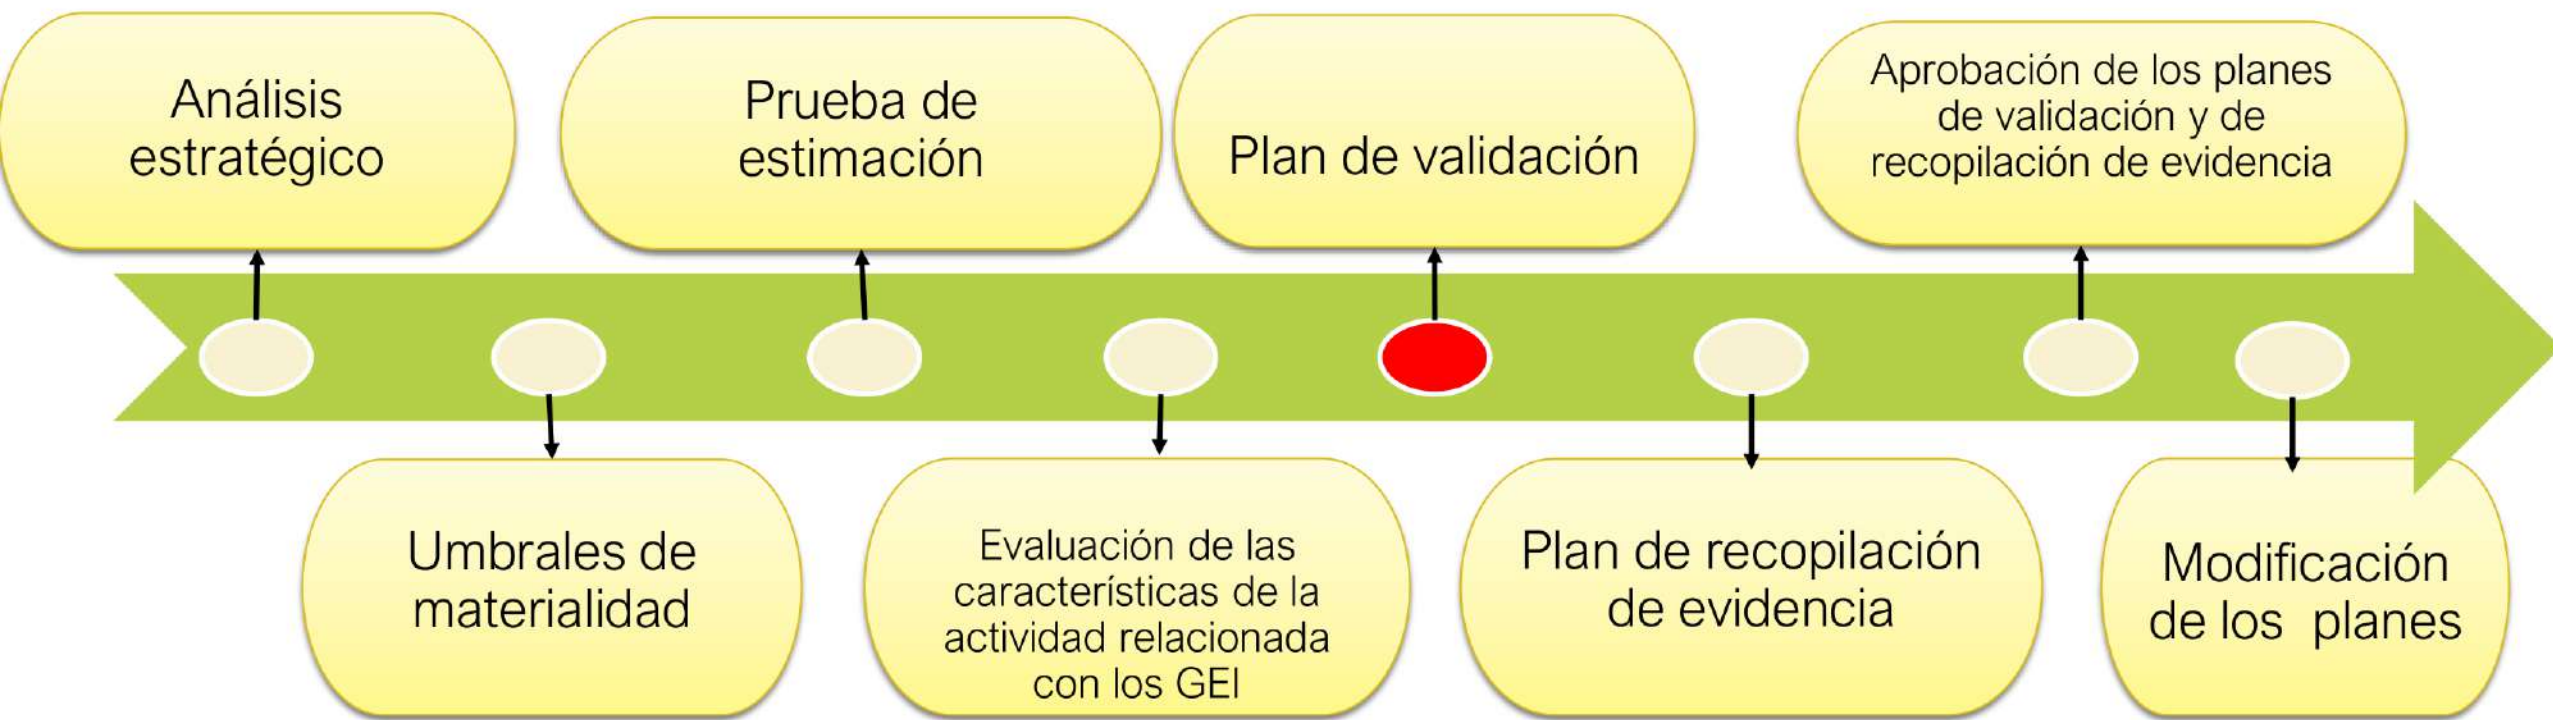 Análisis
estratégico
Prueba de
estimación
Plan de validación
Aprobación de los planes
de validación y de
recopilación de evidencia
Umbrales de
materialidad
Evaluación de las
características de la
actividad relacionada
con los GEI
Plan de recopilación
de evidencia
Modificación
de los  planes